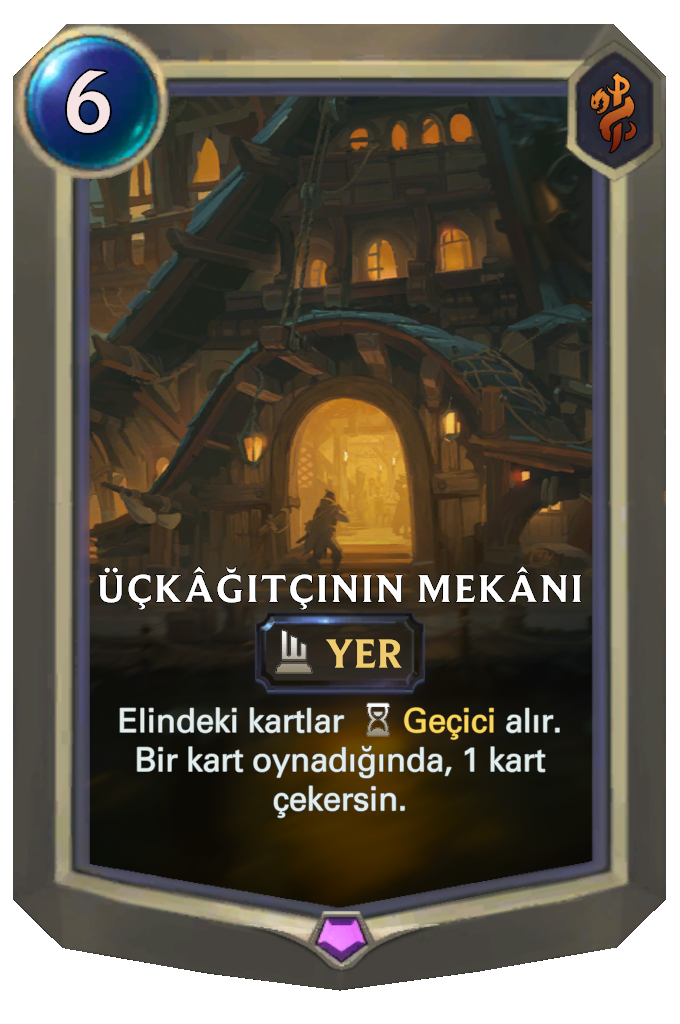 6
ÜÇKÂĞITÇININ MEKÂNI
YER
Elindeki kartlar Geçici alır.
Bir kart oynadığında, 1 kart
çekersin.